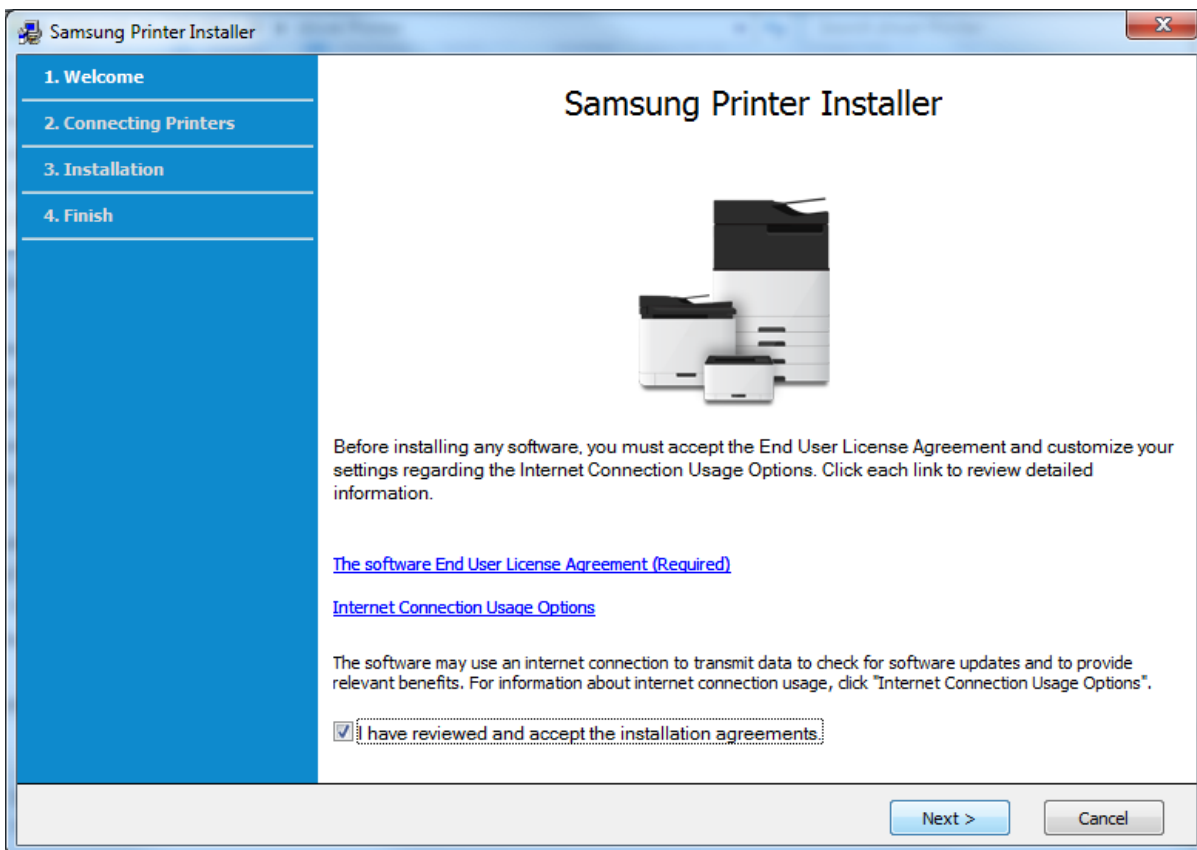 Samsung Printer Installer
1. Welcome
2. Connecting Printers
3. Installation
4. Finish
Samsung Printer Installer
Before installing any software, you must accept the End User License Agreement and customize your
settings regarding the Internet Connection Usage Options. Click each link to review detailed
information.
The software End User License Agreement (Required)
Internet Connection Usage Options
The software may use an internet connection to transmit data to check for software updates and to provide
relevant benefits. For information about internet connection usage, click "Internet Connection Usage Options".
I have reviewed and accept the installation agreements.
Next >
Cancel